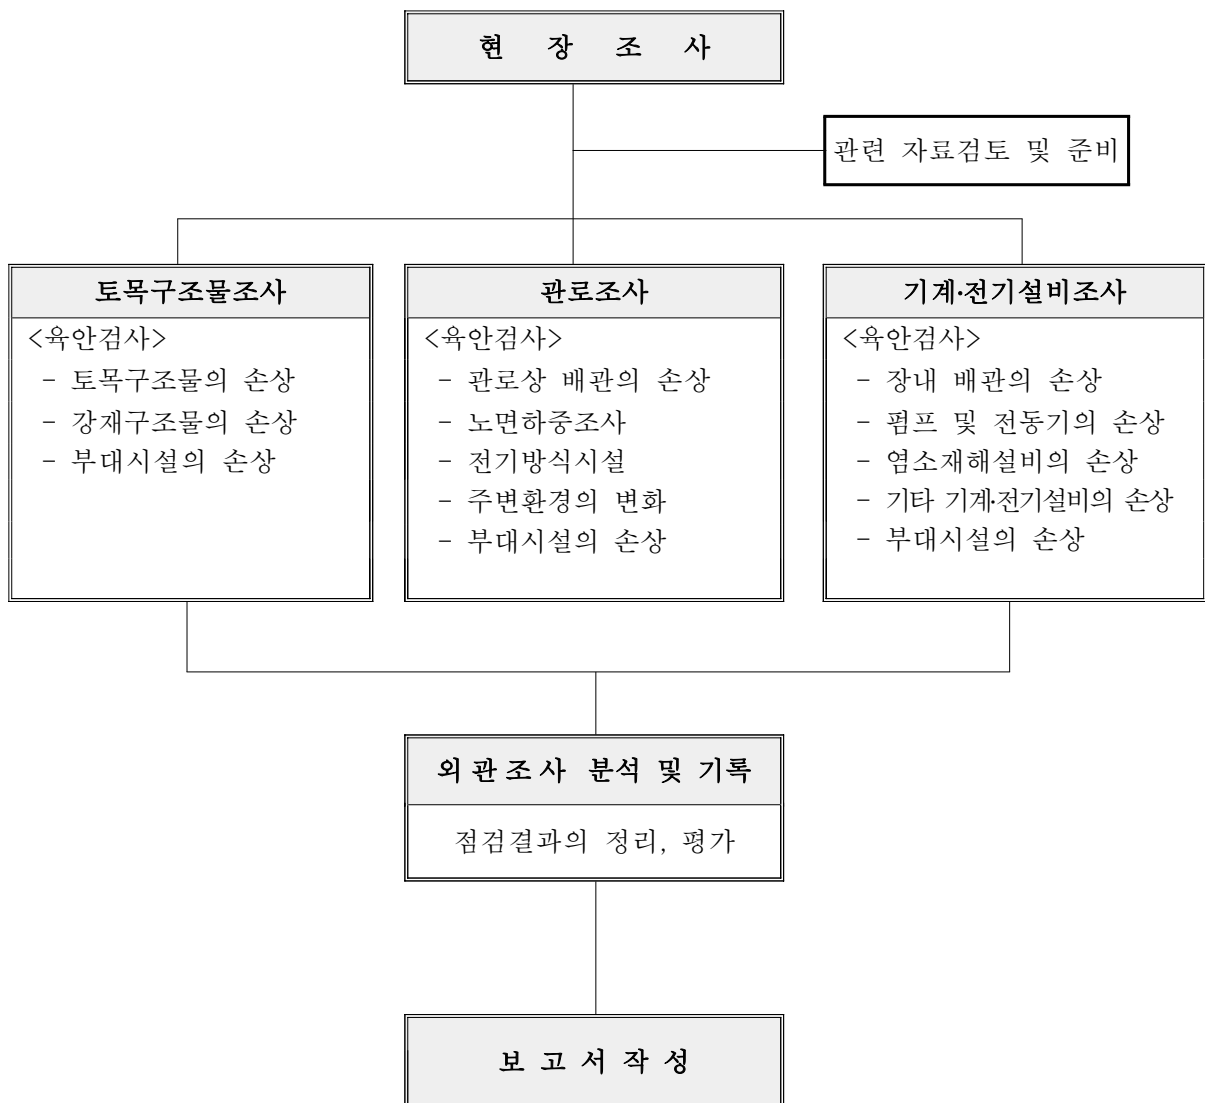 현 장 조 사
관련 자료검토 및 준비
토목구조물조사
<육안검사>
- 토목구조물의 손상
- 강재구조물의 손상
- 부대시설의 손상
관로조사
<육안검사>
- 관로상 배관의 손상
- 노면하중조사
- 전기방식시설
- 주변환경의 변화
- 부대시설의 손상
기계·전기설비조사
<육안검사>
- 장내 배관의 손상
- 펌프 및 전동기의 손상
- 염소재해설비의 손상
- 기타 기계·전기설비의 손상
- 부대시설의 손상
외관조사 분석 및 기록
점검결과의 정리, 평가
보고서작성